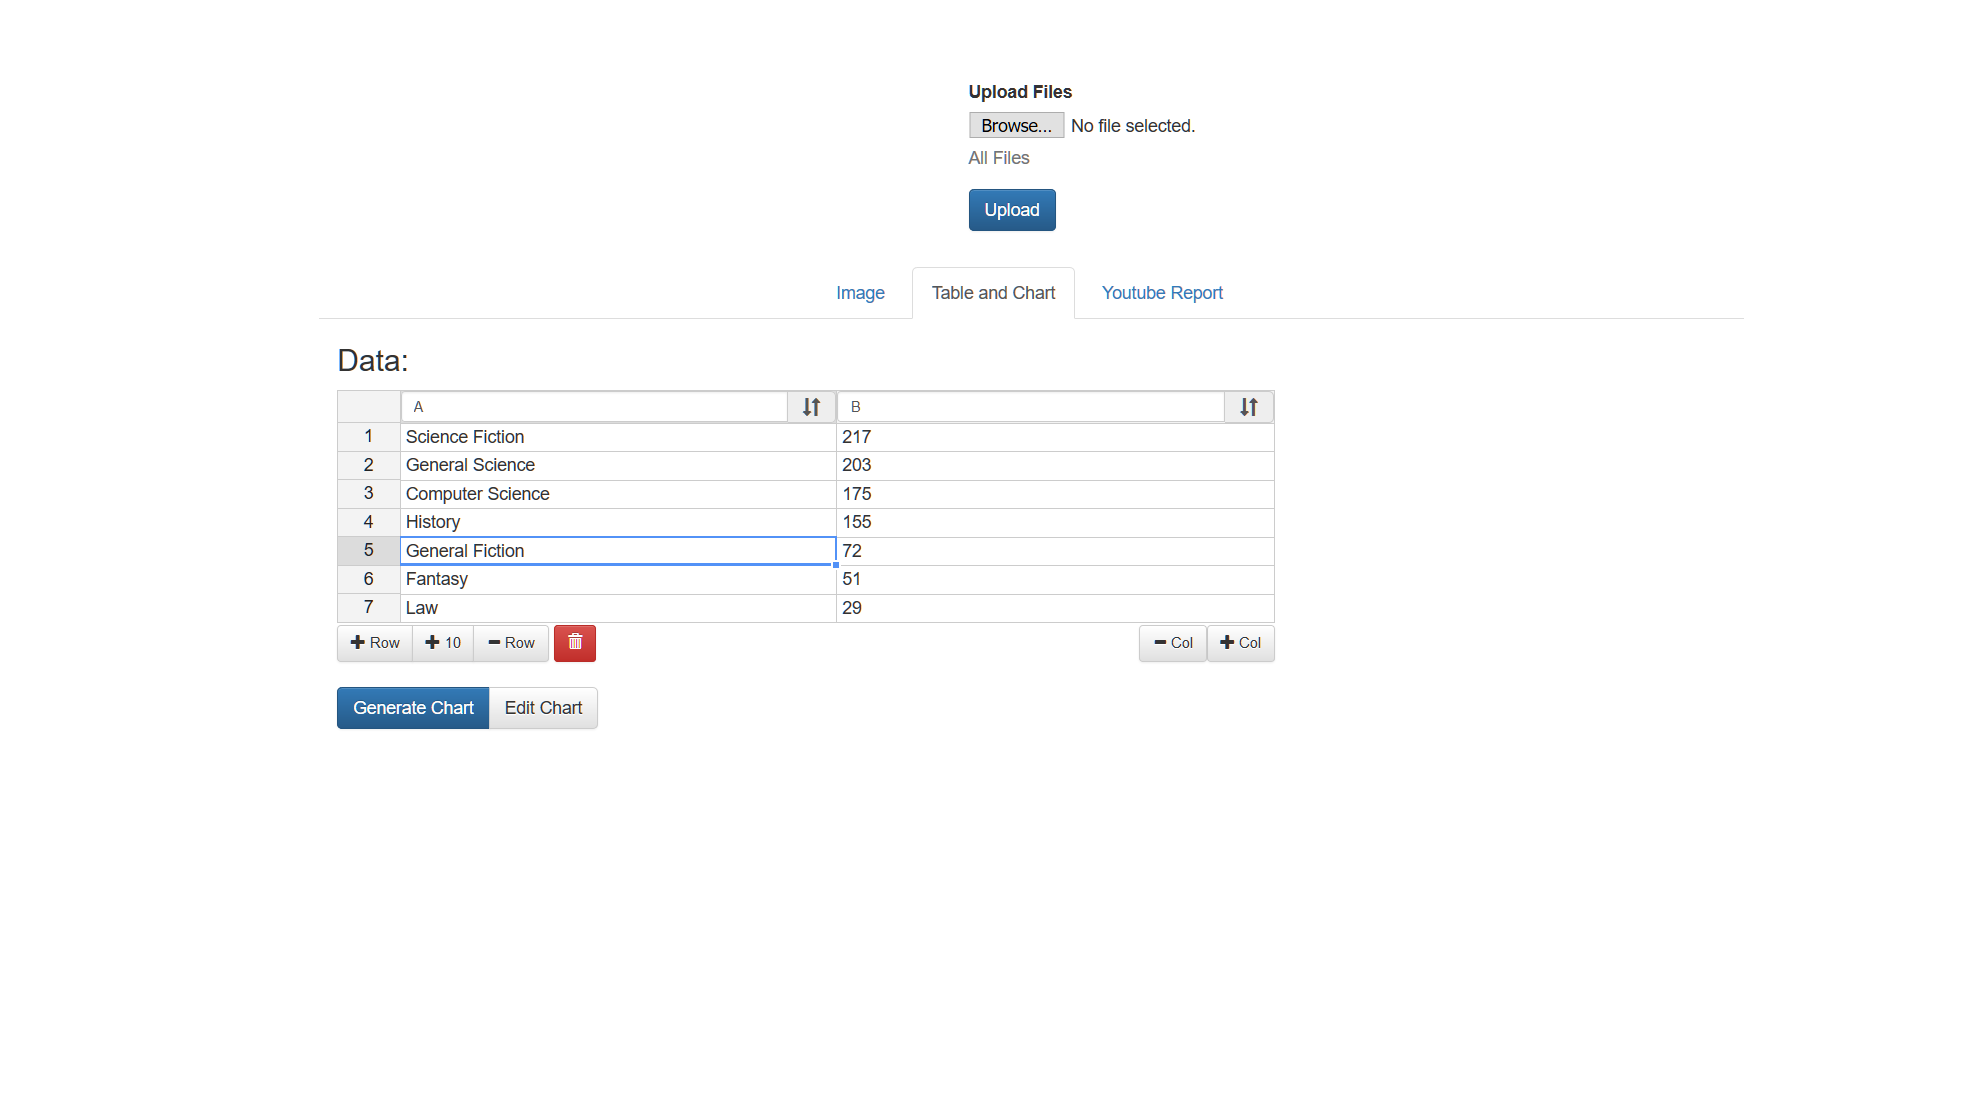 Upload Files
Browse... No file selected.
All Files
Upload
Image Table and Chart Youtube Report
Data:
A B
1 Science Fiction 217
2 General Science 203
3 Computer Science 175
4 History 155
5 General Fiction 72
6 Fantasy 51
7 Law 29
+ Row + 10 - Row - Col + Col
Generate Chart Edit Chart